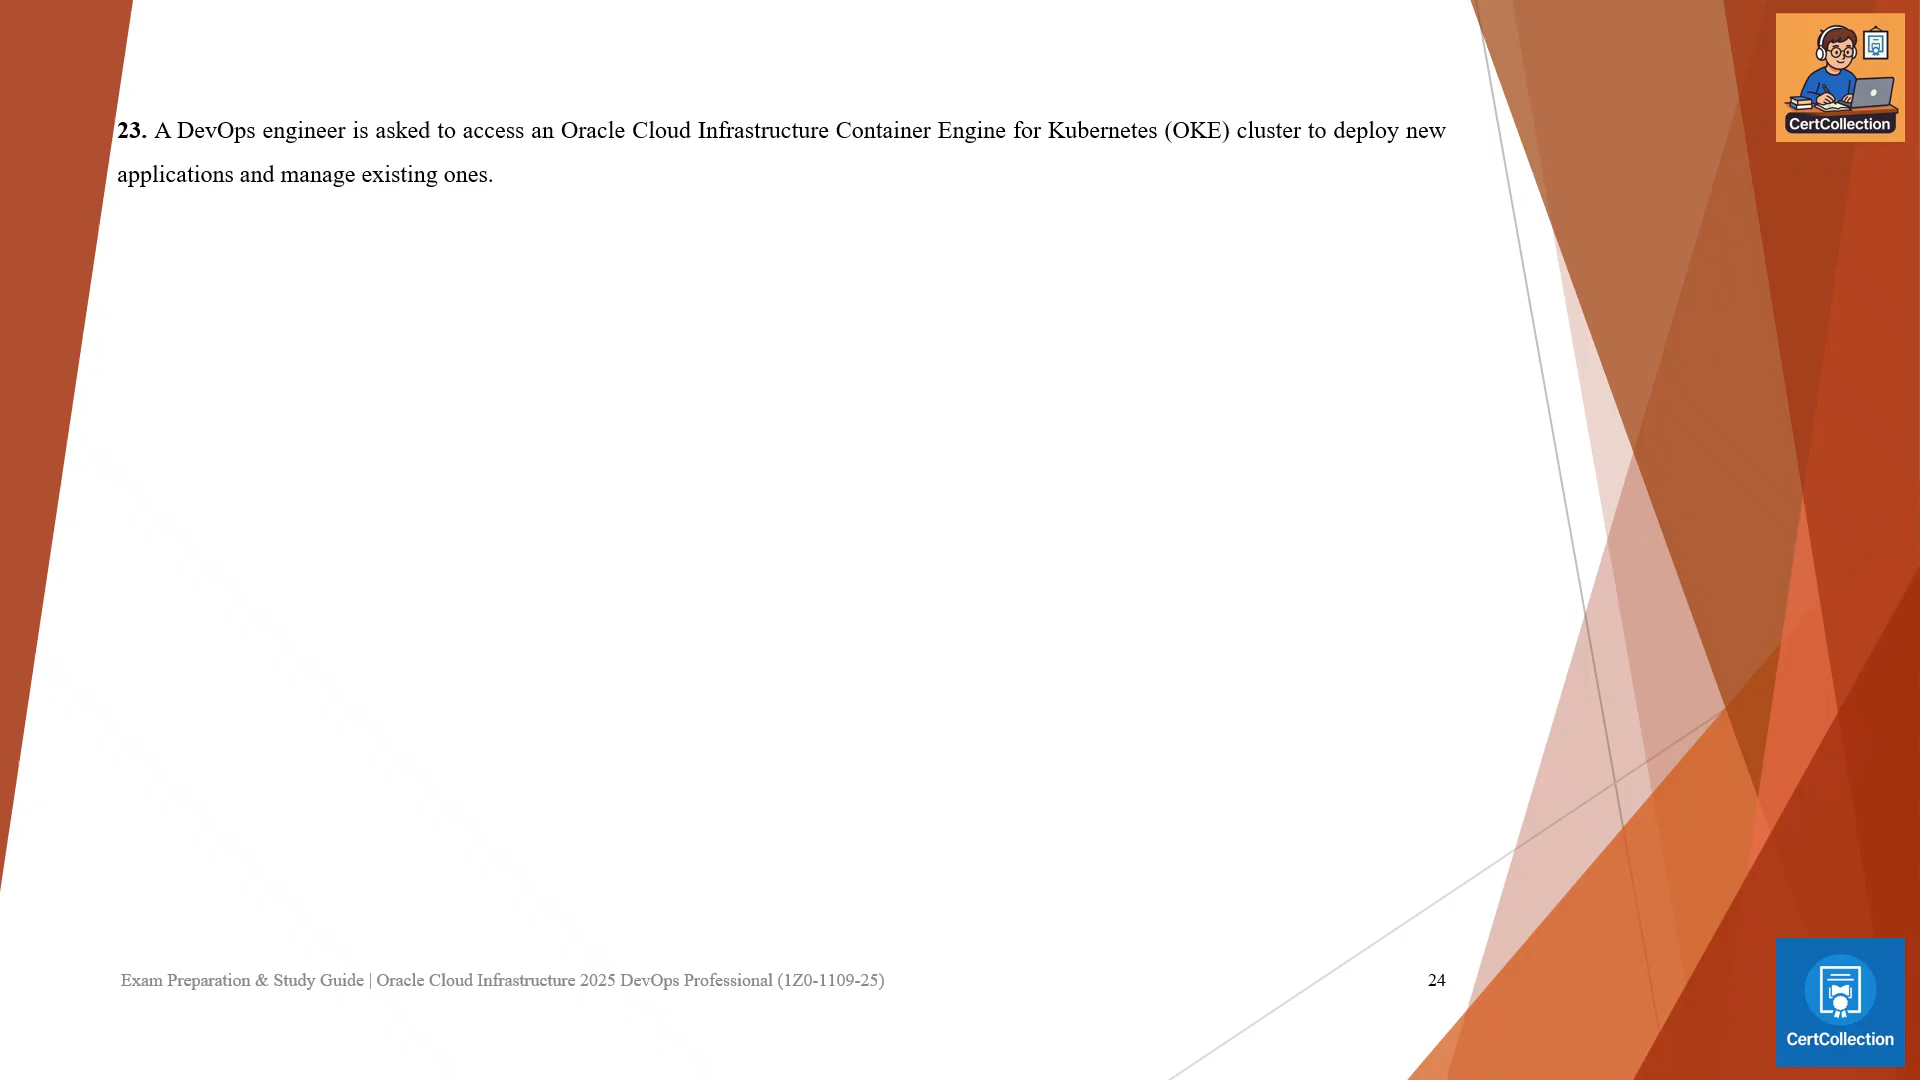 CertCollection
23. A DevOps engineer is asked to access an Oracle Cloud Infrastructure Container Engine for Kubernetes (OKE) cluster to deploy new
applications and manage existing ones.
Exam Preparation & Study Guide | Oracle Cloud Infrastructure 2025 DevOps Professional (1Z0-1109-25)
24
CertCollection